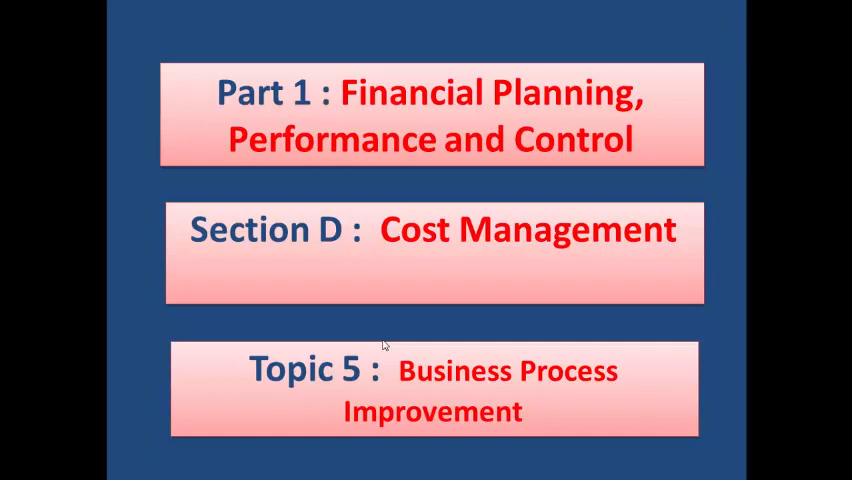 Part 1 : Financial Planning,
Performance and Control
Section D : Cost Management
Topic 5 : Business Process
Improvement